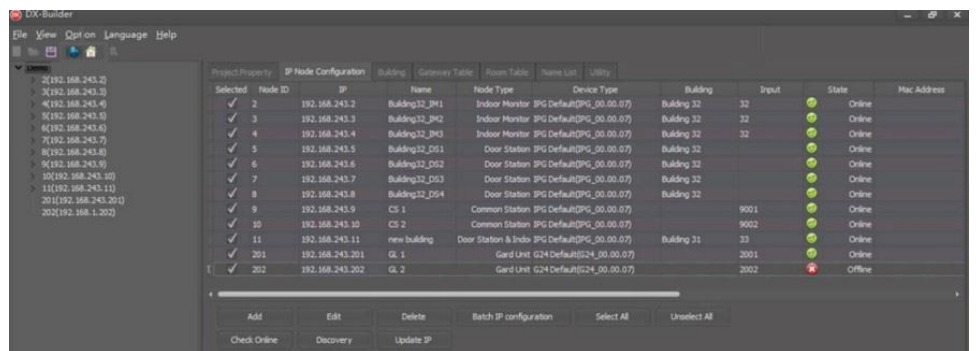 DX-Builder
File View Option Language Help
Project Property IP Node Configuration Building Gateway Table Room Table Name List Utility
2(192.168.243.2)
3(192.168.243.3)
4(192.168.243.4)
5(192.168.243.5)
6(192.168.243.6)
7(192.168.243.7)
8(192.168.243.8)
9(192.168.243.9)
10(192.168.243.10)
11(192.168.243.11)
201(192.168.243.201)
202(192.168.1.202)
Selected Node ID IP Name Node Type Device Type Building Input State Mac Address
2 192.168.243.2 Building32_IM1 Indoor Monitor IPG Default(IPG_00.00.07) Building 32 32 Online
3 192.168.243.3 Building32_IM2 Indoor Monitor IPG Default(IPG_00.00.07) Building 32 32 Online
4 192.168.243.4 Building32_IM3 Indoor Monitor IPG Default(IPG_00.00.07) Building 32 32 Online
5 192.168.243.5 Building32_DS1 Door Station IPG Default(IPG_00.00.07) Building 32 Online
6 192.168.243.6 Building32_DS2 Door Station IPG Default(IPG_00.00.07) Building 32 Online
7 192.168.243.7 Building32_DS3 Door Station IPG Default(IPG_00.00.07) Building 32 Online
8 192.168.243.8 Building32_DS4 Door Station IPG Default(IPG_00.00.07) Building 32 Online
9 192.168.243.9 CS 1 Common Station IPG Default(IPG_00.00.07) 9001 Online
10 192.168.243.10 CS 2 Common Station IPG Default(IPG_00.00.07) 9002 Online
11 192.168.243.11 new building Door Station & Indoo IPG Default(IPG_00.00.07) Building 31 33 Online
201 192.168.243.201 GL 1 Gard Unit G24 Default(G24_00.00.07) 2001 Online
202 192.168.243.202 GL 2 Gard Unit G24 Default(G24_00.00.07) 2002 Offline
Add Edit Delete Batch IP configuration Select All Unselect All
Check Online Discovery Update IP